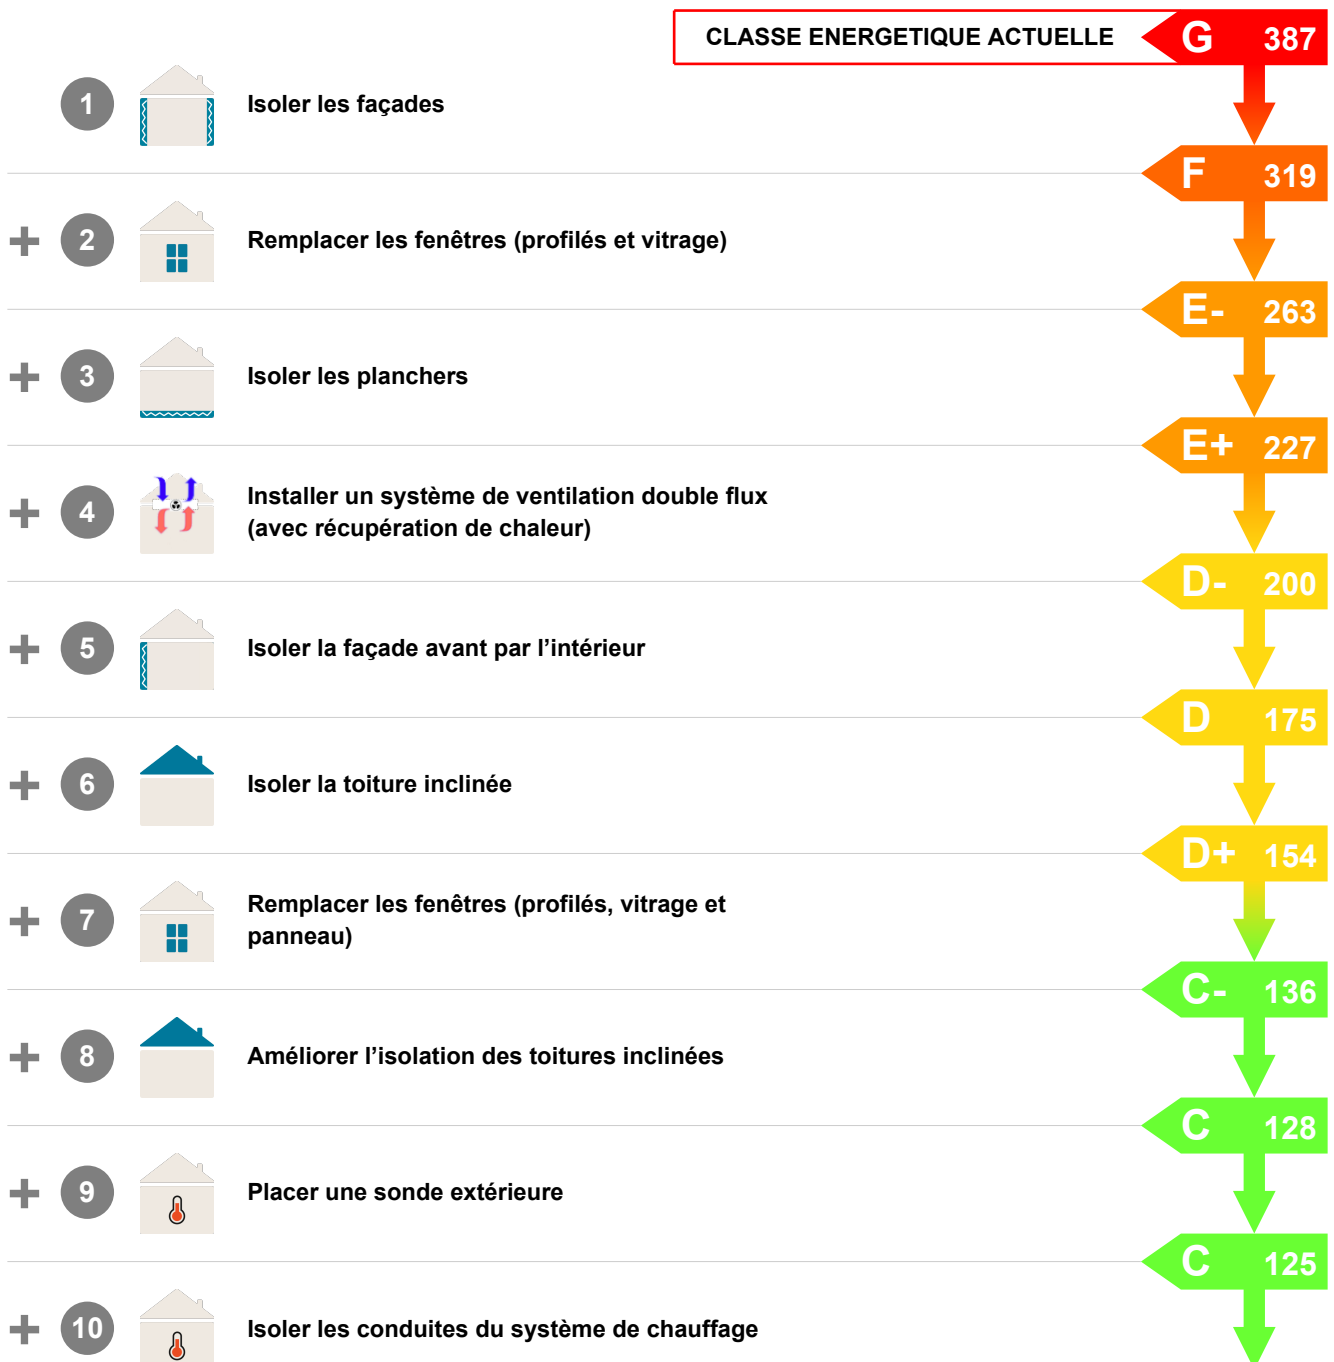 CLASSE ENERGETIQUE ACTUELLE G 387
1 Isoler les façades
F 319
+ 2 Remplacer les fenêtres (profilés et vitrage)
E- 263
+ 3 Isoler les planchers
E+ 227
+ 4 Installer un système de ventilation double flux
(avec récupération de chaleur)
D- 200
+ 5 Isoler la façade avant par l’intérieur
D 175
+ 6 Isoler la toiture inclinée
D+ 154
+ 7 Remplacer les fenêtres (profilés, vitrage et
panneau)
C- 136
+ 8 Améliorer l’isolation des toitures inclinées
C 128
+ 9 Placer une sonde extérieure
C 125
+ 10 Isoler les conduites du système de chauffage